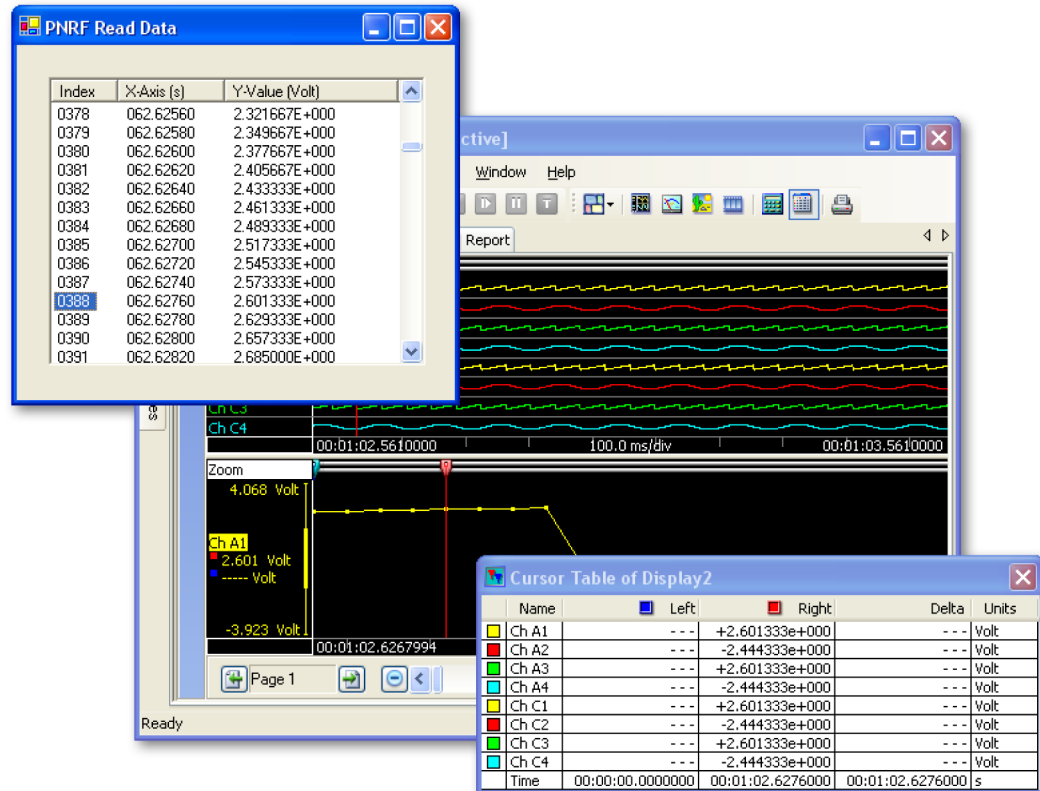 PNRF Read Data
Index X-Axis (s) Y-Value (Volt)
0378 062.62560 2.321667E+000
0379 062.62580 2.349667E+000
0380 062.62600 2.377667E+000
0381 062.62620 2.405667E+000
0382 062.62640 2.433333E+000
0383 062.62660 2.461333E+000
0384 062.62680 2.489333E+000
0385 062.62700 2.517333E+000
0386 062.62720 2.545333E+000
0387 062.62740 2.573333E+000
0388 062.62760 2.601333E+000
0389 062.62780 2.629333E+000
0390 062.62800 2.657333E+000
0391 062.62820 2.685000E+000
ctive]
Window Help
Report
es
Ch C3
Ch C4
00:01:02.5610000 100.0 ms/div 00:01:03.5610000
Zoom
4.068 Volt
Ch A1
2.601 Volt
----- Volt
-3.923 Volt
00:01:02.6267994
Page 1
Ready
Cursor Table of Display2
Name Left Right Delta Units
Ch A1 --- +2.601333e+000 --- Volt
Ch A2 --- -2.444333e+000 --- Volt
Ch A3 --- +2.601333e+000 --- Volt
Ch A4 --- -2.444333e+000 --- Volt
Ch C1 --- +2.601333e+000 --- Volt
Ch C2 --- -2.444333e+000 --- Volt
Ch C3 --- +2.601333e+000 --- Volt
Ch C4 --- -2.444333e+000 --- Volt
Time 00:00:00.0000000 00:01:02.6276000 00:01:02.6276000 s